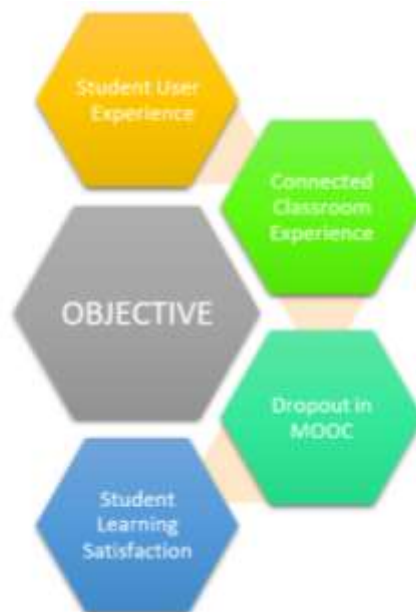 Student User
Experience
Connected
Classroom
Experience
OBJECTIVE
Dropout in
MOOC
Student
Learning
Satisfaction